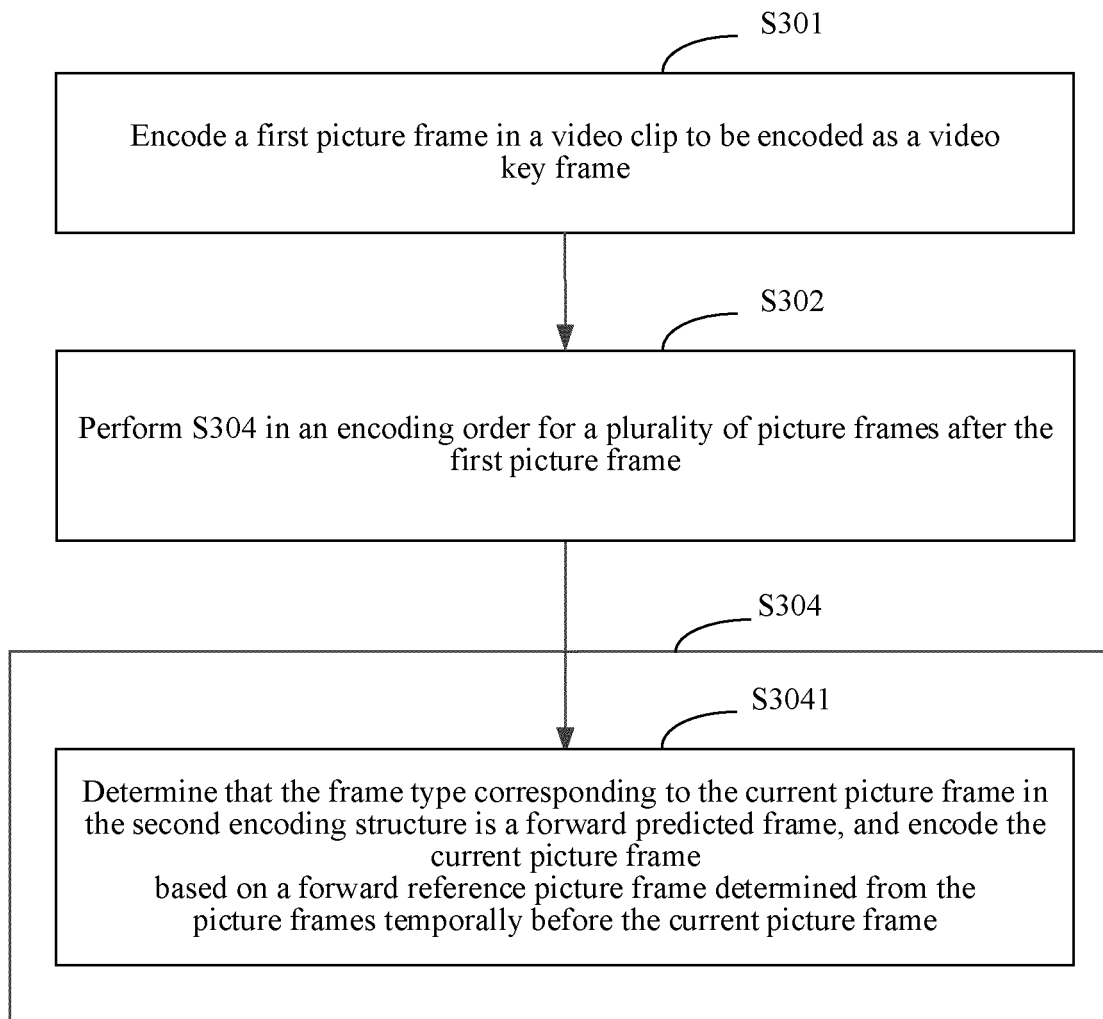 S301
Encode a first picture frame in a video clip to be encoded as a video
key frame
S302
Perform S304 in an encoding order for a plurality of picture frames after the
first picture frame
S304
S3041
Determine that the frame type corresponding to the current picture frame in
the second encoding structure is a forward predicted frame, and encode the
current picture frame
based on a forward reference picture frame determined from the
picture frames temporally before the current picture frame